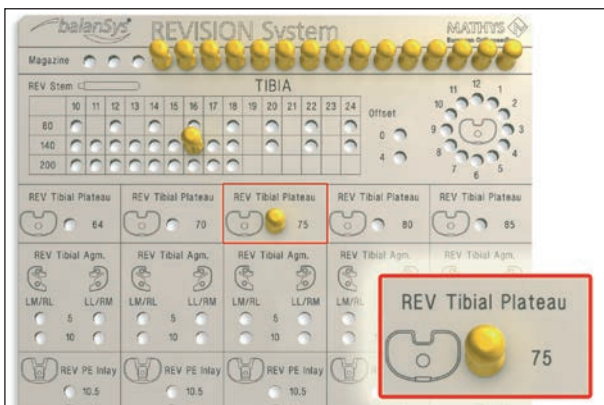 balanSys REVISION System MATHYS
European Orthopaedics
Magazine
REV Stem TIBIA
10 11 12 13 14 15 16 17 18 19 20 21 22 23 24 Offset
60 0
140 4
200
12 1 2 3 4 5 6 7 8 9 10 11
REV Tibial Plateau REV Tibial Plateau REV Tibial Plateau REV Tibial Plateau REV Tibial Plateau
64 70 75 80 85
REV Tibial Agm. REV Tibial Agm. REV Tibial Agm. REV Tibial Agm. REV Tibial Agm.
LM/RL LL/RM LM/RL LL/RM LM/RL LL/RM LM/RL
5 5 5
10 10 10
REV PE Inlay REV PE Inlay REV PE Inlay
10.5 10.5 10.5
REV Tibial Plateau
75